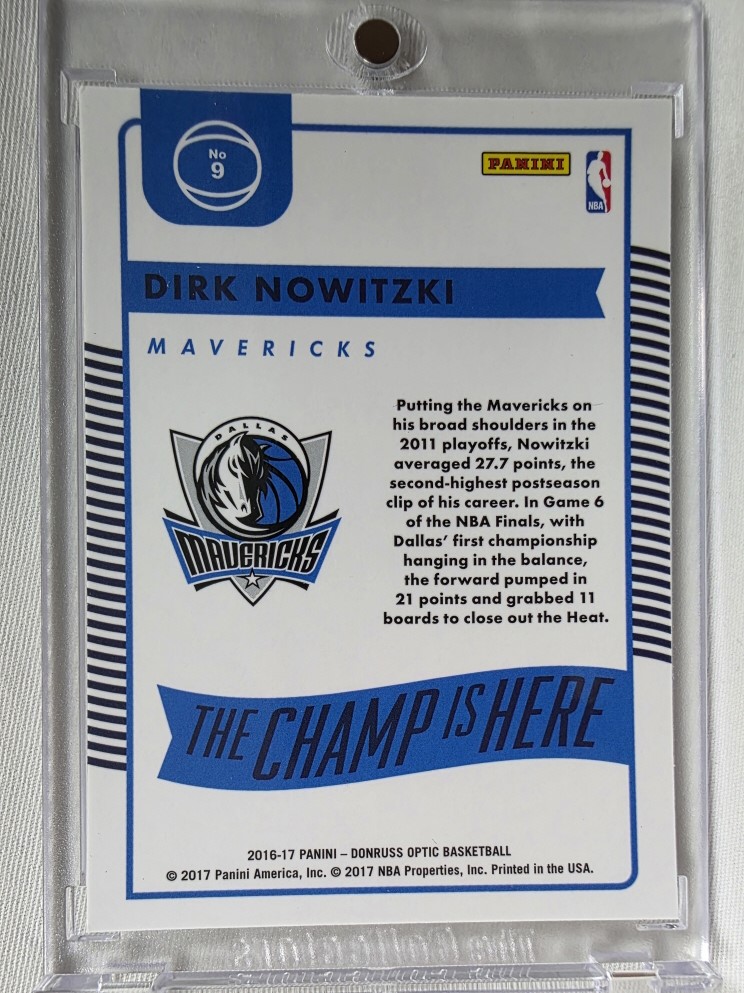 No
9
PANINI
NBA
DIRK NOWITZKI
MAVERICKS
Putting the Mavericks on
his broad shoulders in the
2011 playoffs, Nowitzki
averaged 27.7 points, the
second-highest postseason
clip of his career. In Game 6
of the NBA Finals, with
Dallas' first championship
hanging in the balance,
the forward pumped in
21 points and grabbed 11
boards to close out the Heat.
DALLAS
MAVERICKS
THE CHAMP IS HERE
2016-17 PANINI – DONRUSS OPTIC BASKETBALL
© 2017 Panini America, Inc. © 2017 NBA Properties, Inc. Printed in the USA.